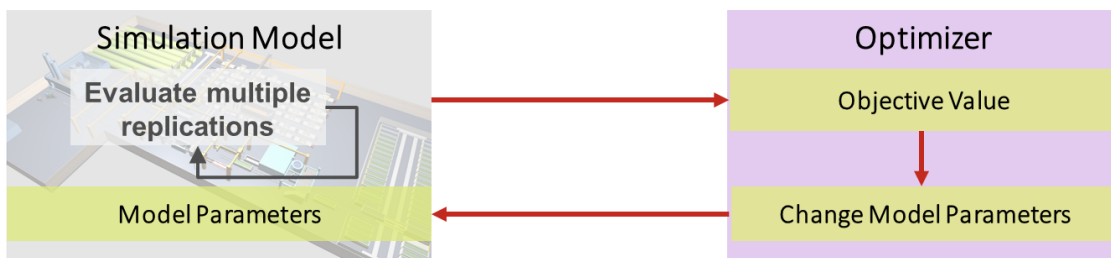 Simulation Model
Evaluate multiple
replications
Model Parameters
Optimizer
Objective Value
Change Model Parameters